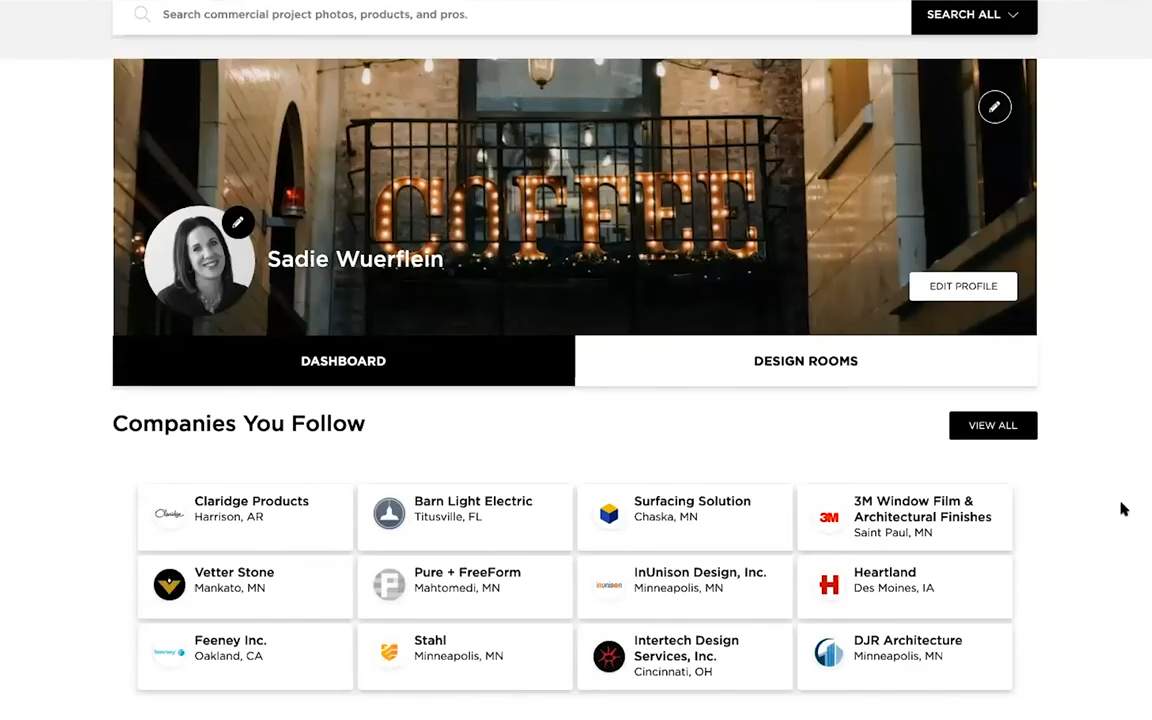 Search commercial project photos, products, and pros.
SEARCH ALL
COFFEE
Sadie Wuerflein
EDIT PROFILE
DASHBOARD
DESIGN ROOMS
Companies You Follow
VIEW ALL
Claridge
Claridge Products
Harrison, AR
Barn Light Electric
Titusville, FL
Surfacing Solution
Chaska, MN
3M
3M Window Film &
Architectural Finishes
Saint Paul, MN
Vetter Stone
Mankato, MN
Pure + FreeForm
Mahtomedi, MN
inunison
InUnison Design, Inc.
Minneapolis, MN
Heartland
Des Moines, IA
feeney
Feeney Inc.
Oakland, CA
Stahl
Minneapolis, MN
Intertech Design
Services, Inc.
Cincinnati, OH
DJR Architecture
Minneapolis, MN